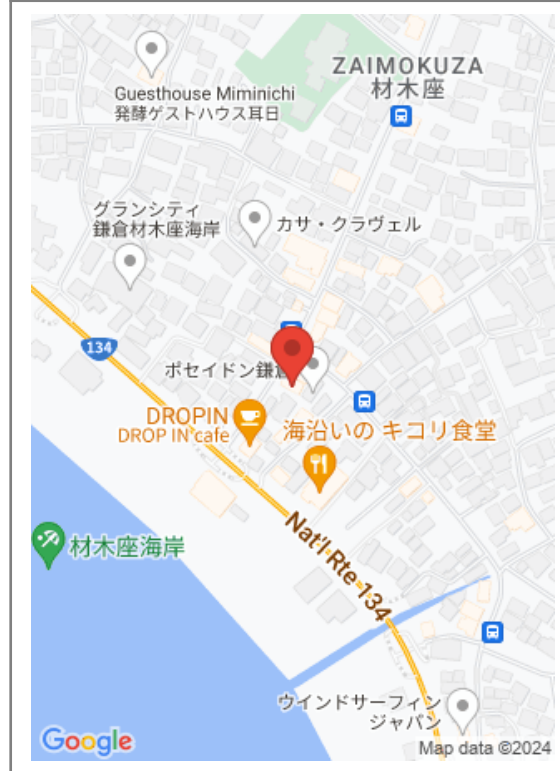 ZAIMOKUZA
材木座
Guesthouse Miminichi
発酵ゲストハウス耳日
グランシティ
鎌倉材木座海岸
カサ・クラヴェル
134
ポセイドン鎌倉
DROPIN
DROP IN cafe
海沿いの キコリ食堂
Nat'l Rte 134
材木座海岸
ウインドサーフィン
ジャパン
Google
Map data ©2024